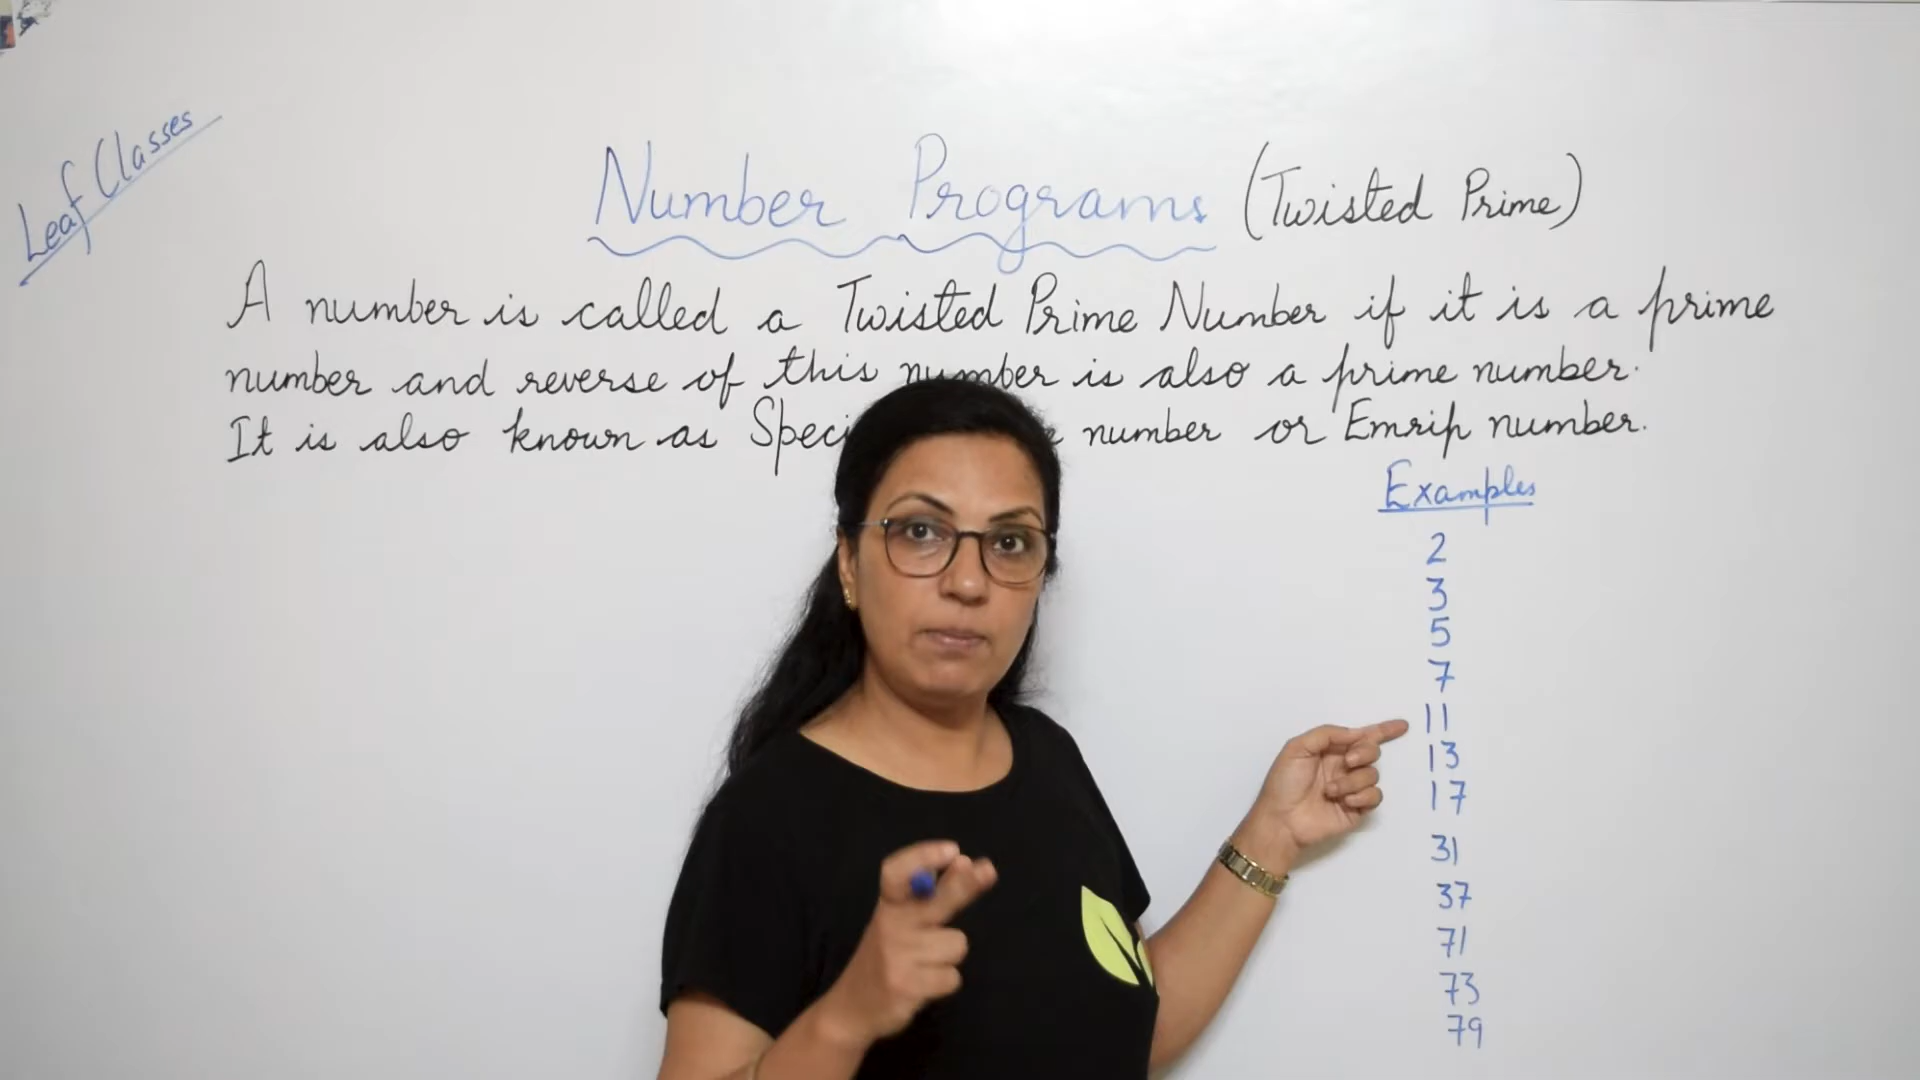 Leaf Classes
Number Programs (Twisted Prime)
A number is called a Twisted Prime Number if it is a prime
number and reverse of this number is also a prime number.
It is also known as number or Emrip number.
Examples
2
3
5
7
11
13
17
31
37
71
73
79